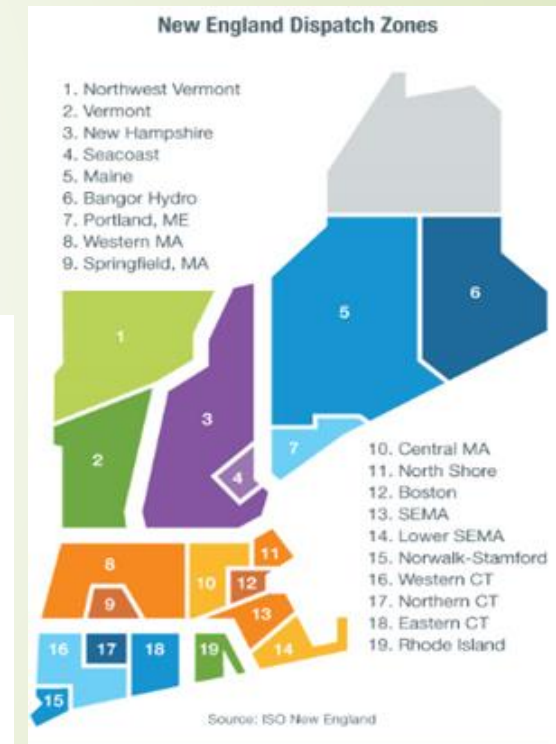 New England Dispatch Zones
1. Northwest Vermont
2. Vermont
3. New Hampshire
4. Seacoast
5. Maine
6. Bangor Hydro
7. Portland, ME
8. Western MA
9. Springfield, MA
1
2
3
4
5
6
7
10. Central MA
11. North Shore
12. Boston
13. SEMA
14. Lower SEMA
15. Norwalk-Stamford
16. Western CT
17. Northern CT
18. Eastern CT
19. Rhode Island
8
9
10
11
12
13
14
15
16
17
18
19
Source: ISO New England